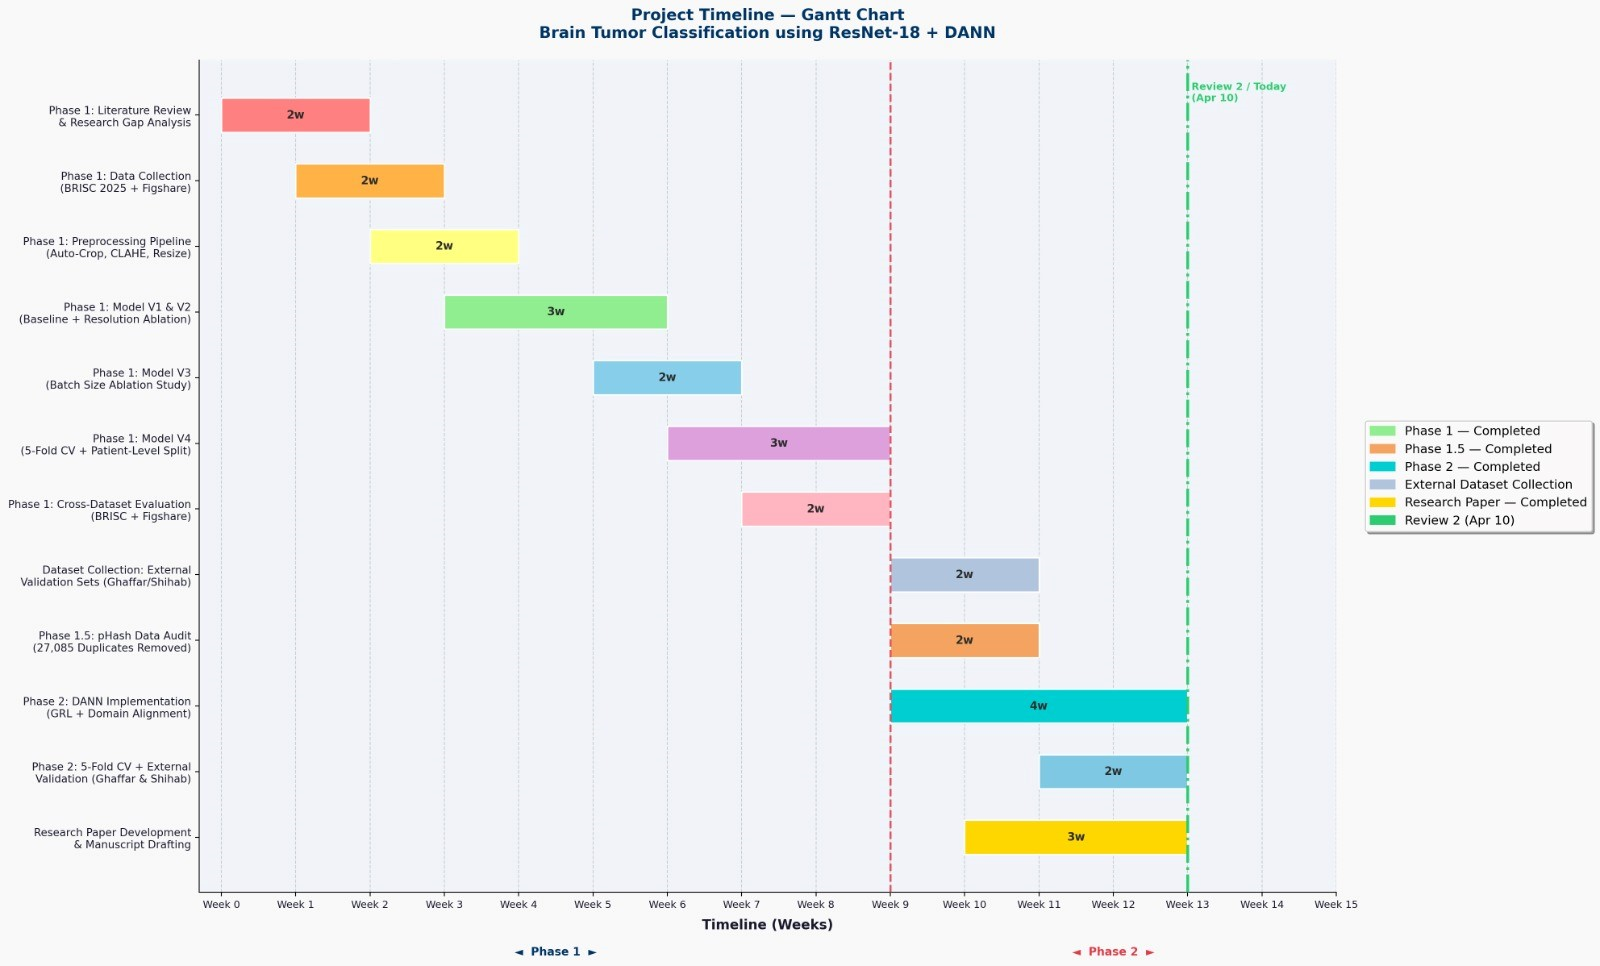 Project Timeline — Gantt Chart
Brain Tumor Classification using ResNet-18 + DANN
Review 2 / Today
(Apr 10)
Phase 1: Literature Review
& Research Gap Analysis
2w
Phase 1: Data Collection
(BRISC 2025 + Figshare)
2w
Phase 1: Preprocessing Pipeline
(Auto-Crop, CLAHE, Resize)
2w
Phase 1: Model V1 & V2
(Baseline + Resolution Ablation)
3w
Phase 1: Model V3
(Batch Size Ablation Study)
2w
Phase 1: Model V4
(5-Fold CV + Patient-Level Split)
3w
Phase 1: Cross-Dataset Evaluation
(BRISC + Figshare)
2w
Dataset Collection: External
Validation Sets (Ghaffar/Shihab)
2w
Phase 1.5: pHash Data Audit
(27,085 Duplicates Removed)
2w
Phase 2: DANN Implementation
(GRL + Domain Alignment)
4w
Phase 2: 5-Fold CV + External
Validation (Ghaffar & Shihab)
2w
Research Paper Development
& Manuscript Drafting
3w
Phase 1 — Completed
Phase 1.5 — Completed
Phase 2 — Completed
External Dataset Collection
Research Paper — Completed
Review 2 (Apr 10)
Week 0 Week 1 Week 2 Week 3 Week 4 Week 5 Week 6 Week 7 Week 8 Week 9 Week 10 Week 11 Week 12 Week 13 Week 14 Week 15
Timeline (Weeks)
◄ Phase 1 ► ◄ Phase 2 ►